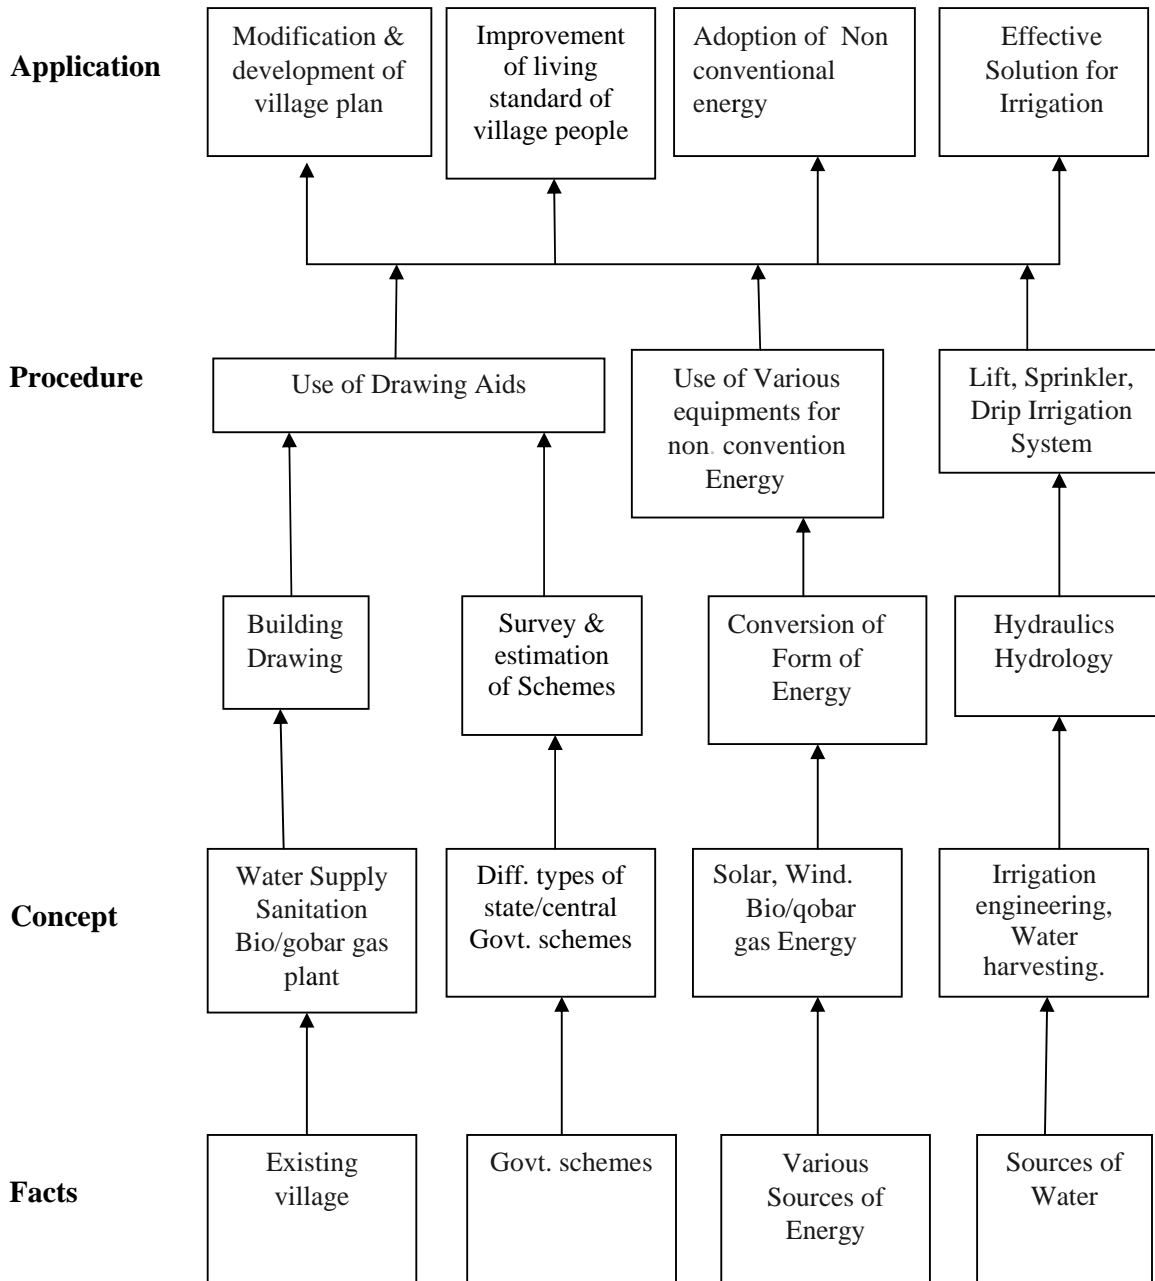 Application
Modification &
development of
village plan
Improvement
of living
standard of
village people
Adoption of Non
conventional
energy
Effective
Solution for
Irrigation
Procedure
Use of Drawing Aids
Use of Various
equipments for
non. convention
Energy
Lift, Sprinkler,
Drip Irrigation
System
Building
Drawing
Survey &
estimation
of Schemes
Conversion of
Form of
Energy
Hydraulics
Hydrology
Concept
Water Supply
Sanitation
Bio/gobar gas
plant
Diff. types of
state/central
Govt. schemes
Solar, Wind.
Bio/qobar
gas Energy
Irrigation
engineering,
Water
harvesting.
Facts
Existing
village
Govt. schemes
Various
Sources of
Energy
Sources of
Water